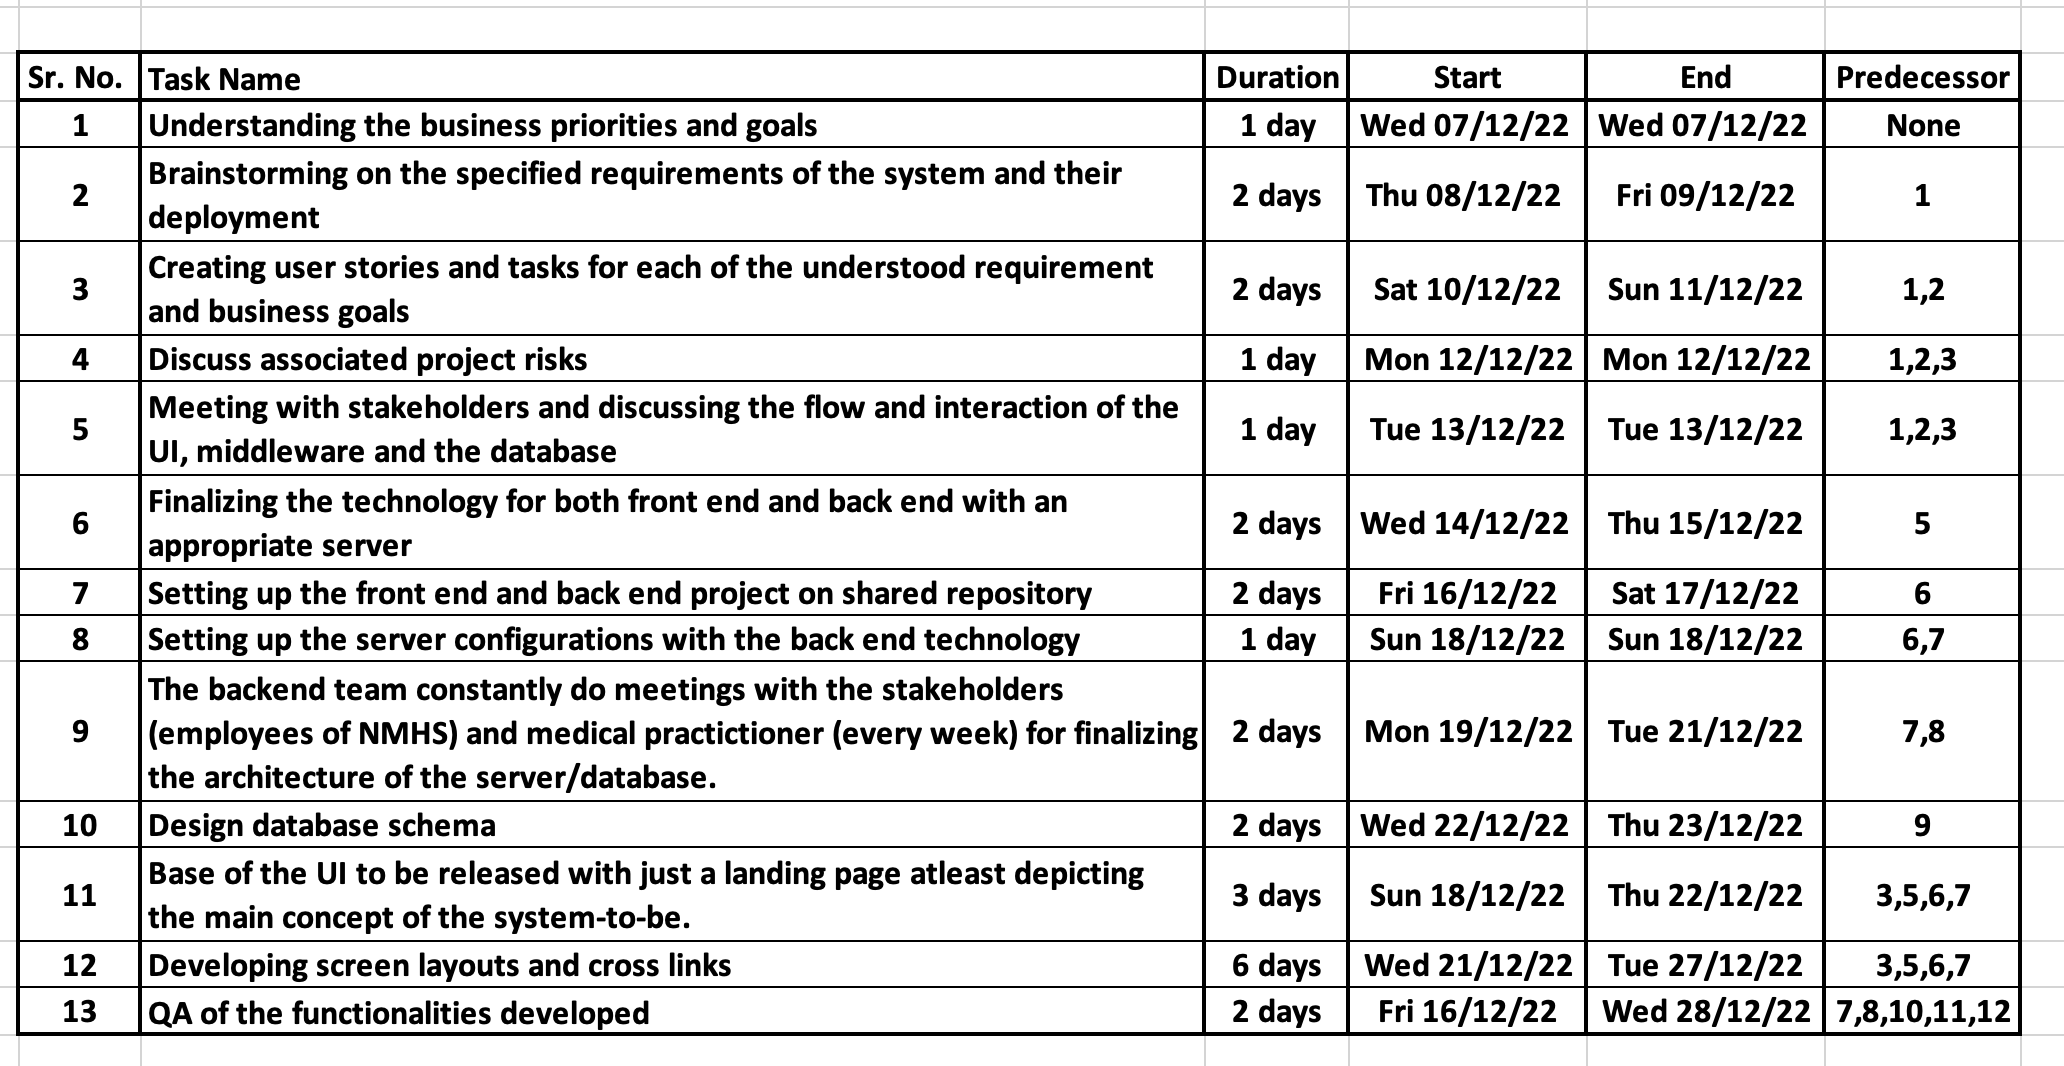 Sr. No. Task Name Duration Start End Predecessor
1 Understanding the business priorities and goals 1 day Wed 07/12/22 Wed 07/12/22 None
2 Brainstorming on the specified requirements of the system and their
deployment 2 days Thu 08/12/22 Fri 09/12/22 1
3 Creating user stories and tasks for each of the understood requirement
and business goals 2 days Sat 10/12/22 Sun 11/12/22 1,2
4 Discuss associated project risks 1 day Mon 12/12/22 Mon 12/12/22 1,2,3
5 Meeting with stakeholders and discussing the flow and interaction of the
UI, middleware and the database 1 day Tue 13/12/22 Tue 13/12/22 1,2,3
6 Finalizing the technology for both front end and back end with an
appropriate server 2 days Wed 14/12/22 Thu 15/12/22 5
7 Setting up the front end and back end project on shared repository 2 days Fri 16/12/22 Sat 17/12/22 6
8 Setting up the server configurations with the back end technology 1 day Sun 18/12/22 Sun 18/12/22 6,7
9 The backend team constantly do meetings with the stakeholders
(employees of NMHS) and medical practictioner (every week) for finalizing
the architecture of the server/database. 2 days Mon 19/12/22 Tue 21/12/22 7,8
10 Design database schema 2 days Wed 22/12/22 Thu 23/12/22 9
11 Base of the UI to be released with just a landing page atleast depicting
the main concept of the system-to-be. 3 days Sun 18/12/22 Thu 22/12/22 3,5,6,7
12 Developing screen layouts and cross links 6 days Wed 21/12/22 Tue 27/12/22 3,5,6,7
13 QA of the functionalities developed 2 days Fri 16/12/22 Wed 28/12/22 7,8,10,11,12